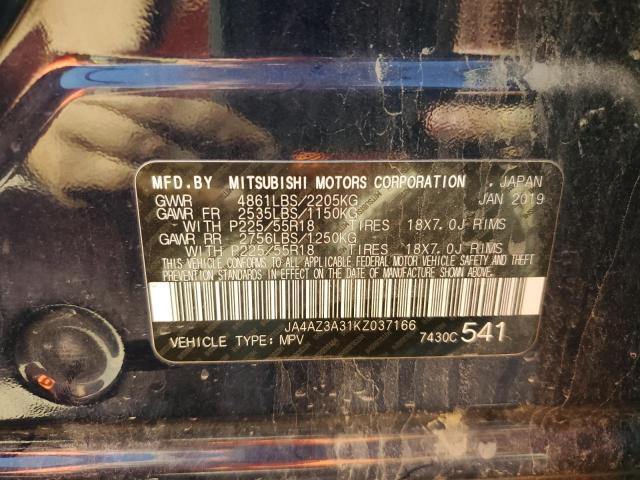 MFD.BY MITSUBISHI MOTORS CORPORATION . JAPAN
GVWR 4861LBS/2205KG JAN 2019
GAWR FR 2535LBS/1150KG
WITH P225/55R18 TIRES 18X7.0J RIMS
GAWR RR 2756LBS/1250KG
WITH P225/55R18 TIRES 18X7.0J RIMS
THIS VEHICLE CONFORMS TO ALL APPLICABLE FEDERAL MOTOR VEHICLE SAFETY AND THEFT
PREVENTION STANDARDS IN EFFECT ON THE DATE OF MANUFACTURE SHOWN ABOVE.
JA4AZ3A31KZ037166
VEHICLE TYPE: MPV 7430C 541